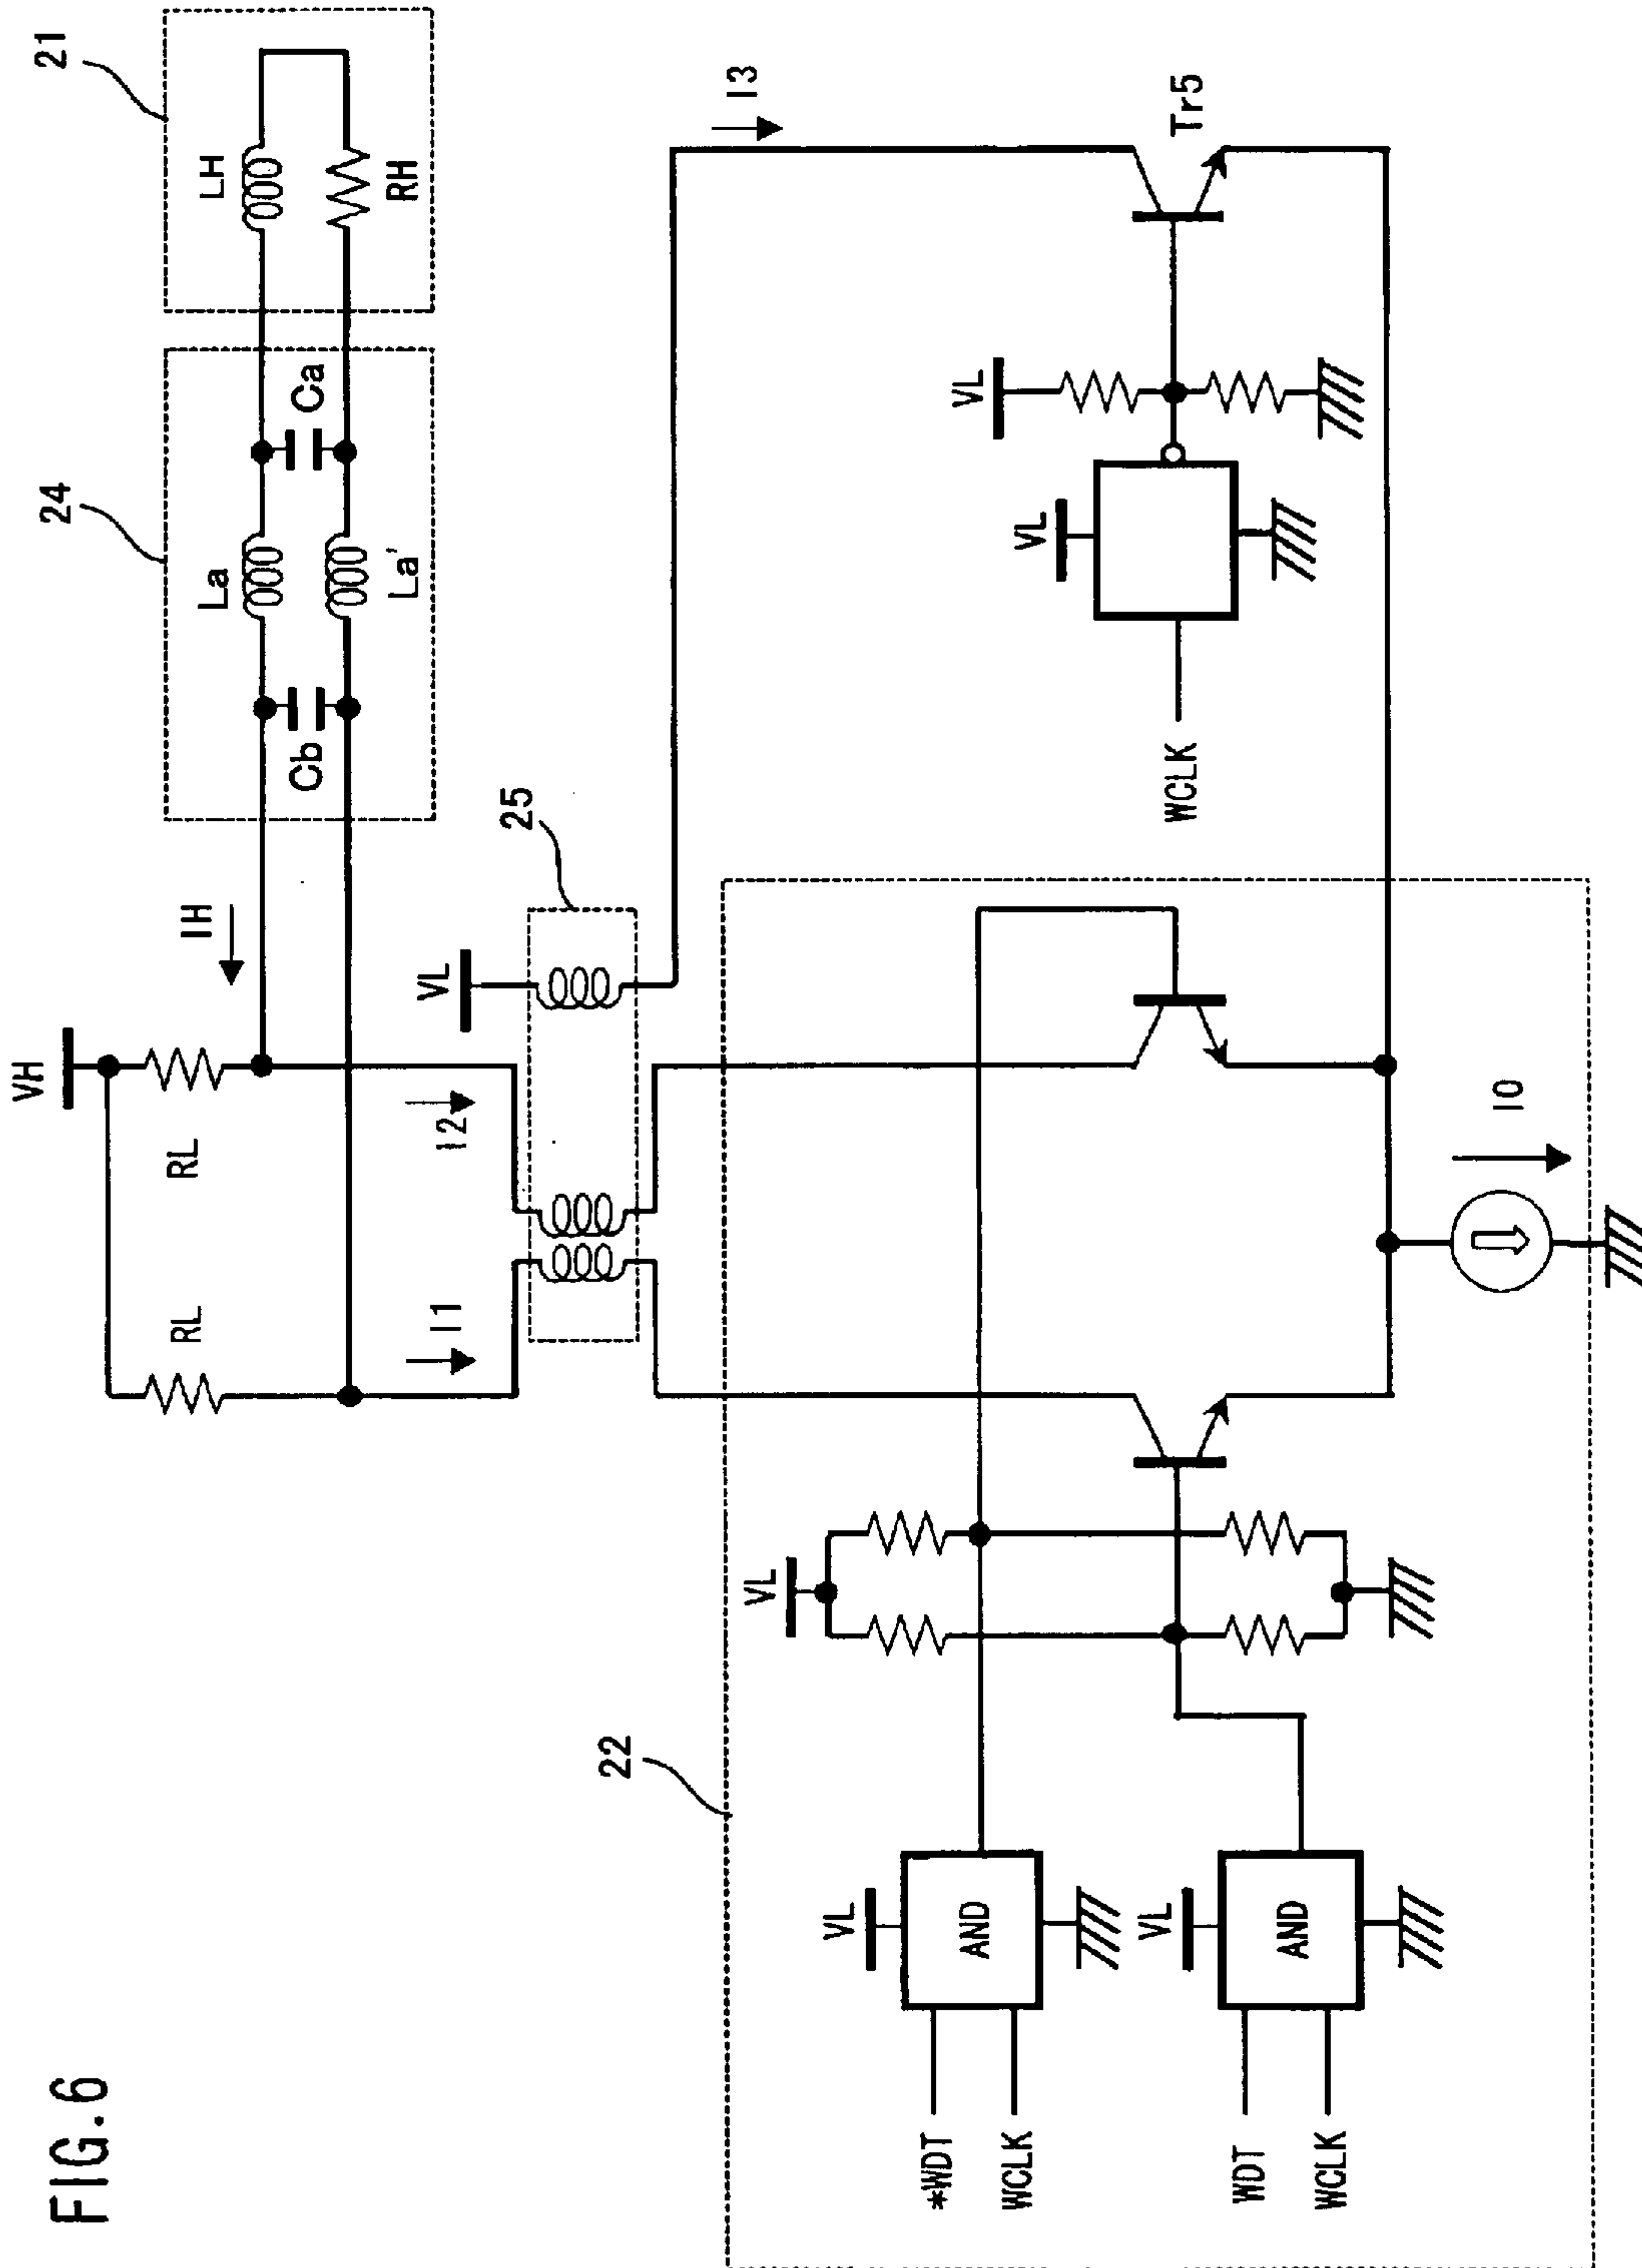 FIG.6
21
LH
RH
24
La
La'
Ca
Cb
IH
VH
RL
RL
I1
I2
25
VL
I3
Tr5
VL
VL
WCLK
22
VL
VL
AND
*WDT
WCLK
VL
AND
WDT
WCLK
I0